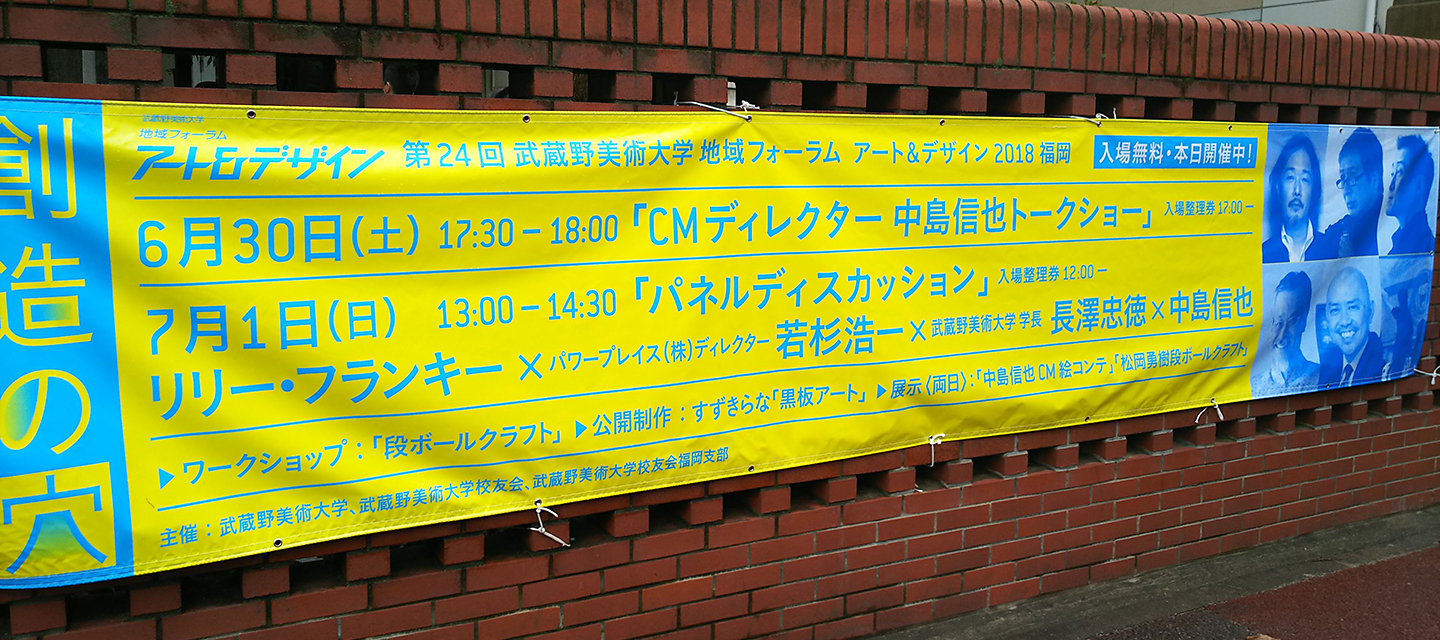 創造の穴
武蔵野美術大学
地域フォーラム
アート&デザイン
第24回 武蔵野美術大学 地域フォーラム アート&デザイン 2018 福岡
入場無料・本日開催中!
6月30日(土) 17:30－18:00「CMディレクター 中島信也トークショー」入場整理券 17:00－
7月1日(日) 13:00－14:30「パネルディスカッション」入場整理券 12:00－
リリー・フランキー×パワープレイス(株)ディレクター 若杉浩一×武蔵野美術大学 学長 長澤忠徳×中島信也
▶ワークショップ:「段ボールクラフト」▶公開制作:すずきらな「黒板アート」▶展示〈両日〉:「中島信也CM絵コンテ」「松岡勇樹段ボールクラフト」
主催:武蔵野美術大学、武蔵野美術大学校友会、武蔵野美術大学校友会福岡支部